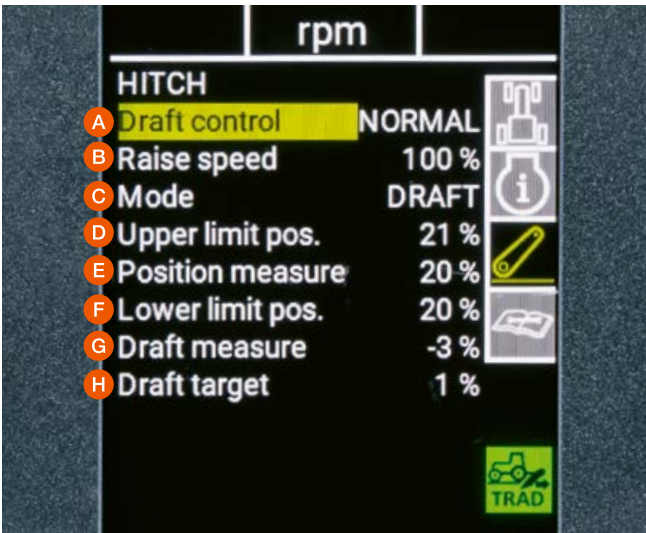 rpm
HITCH
A Draft control NORMAL
B Raise speed 100 %
C Mode DRAFT
D Upper limit pos. 21 %
E Position measure 20 %
F Lower limit pos. 20 %
G Draft measure -3 %
H Draft target 1 %
i
TRAD